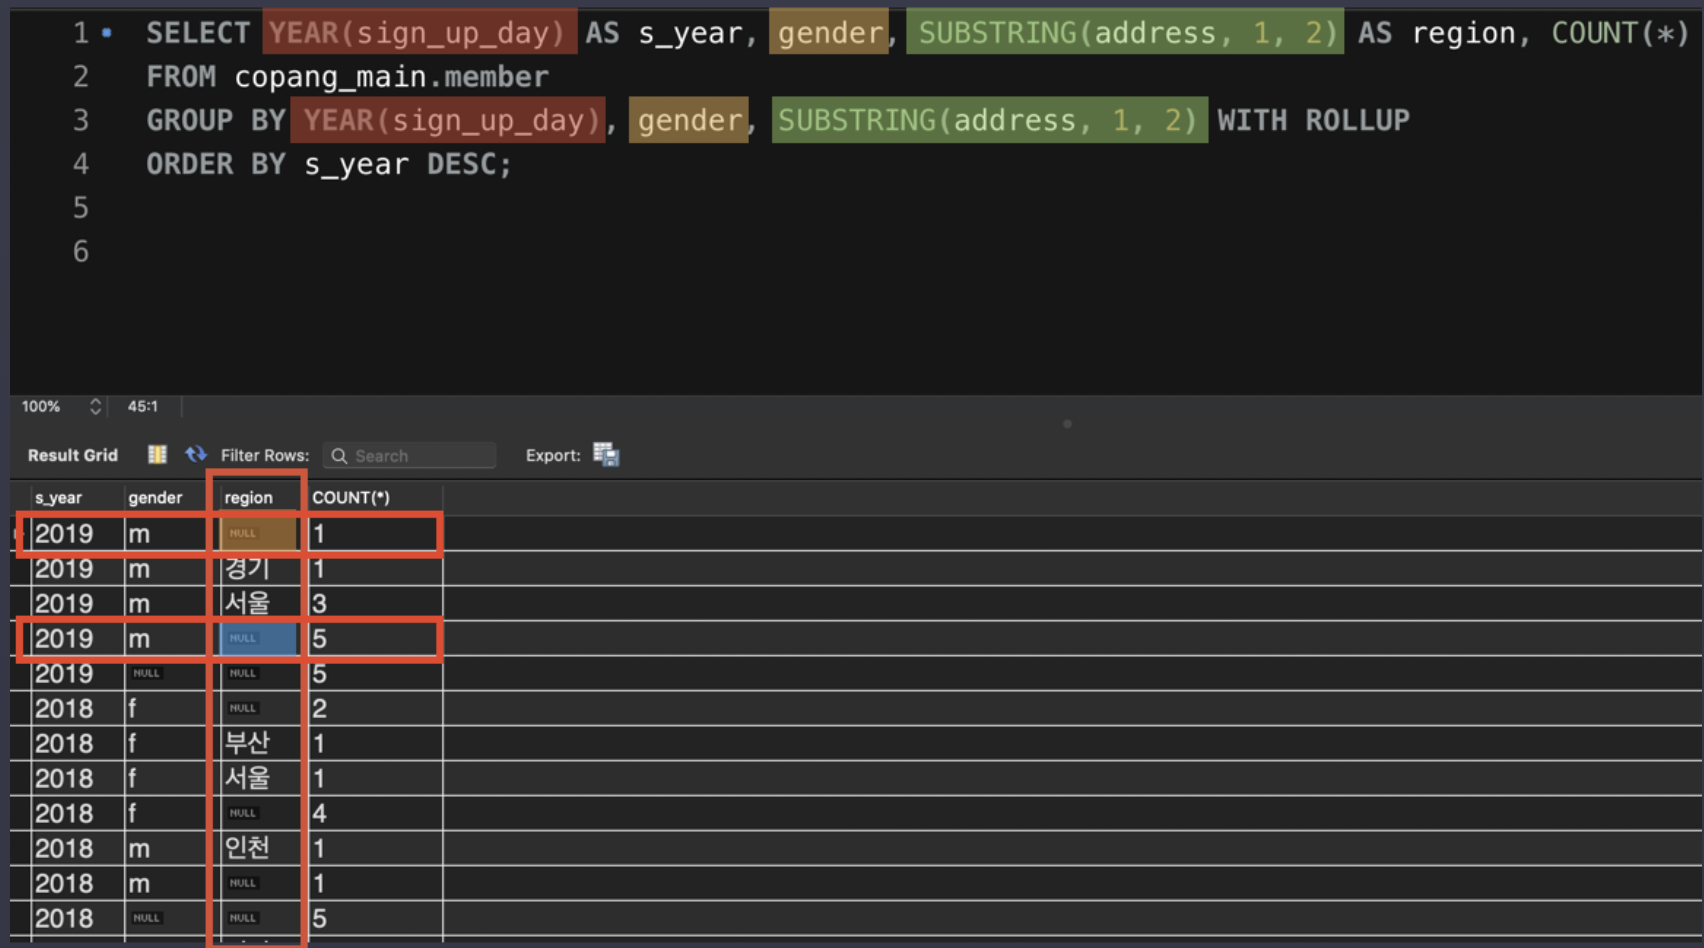 1 SELECT YEAR(sign_up_day) AS s_year, gender, SUBSTRING(address, 1, 2) AS region, COUNT(*)
2 FROM copang_main.member
3 GROUP BY YEAR(sign_up_day), gender, SUBSTRING(address, 1, 2) WITH ROLLUP
4 ORDER BY s_year DESC;
5
6
100% 45:1
Result Grid Filter Rows: Search Export:
s_year gender region COUNT(*)
2019 m NULL 1
2019 m 경기 1
2019 m 서울 3
2019 m NULL 5
2019 NULL NULL 5
2018 f NULL 2
2018 f 부산 1
2018 f 서울 1
2018 f NULL 4
2018 m 인천 1
2018 m NULL 1
2018 NULL NULL 5